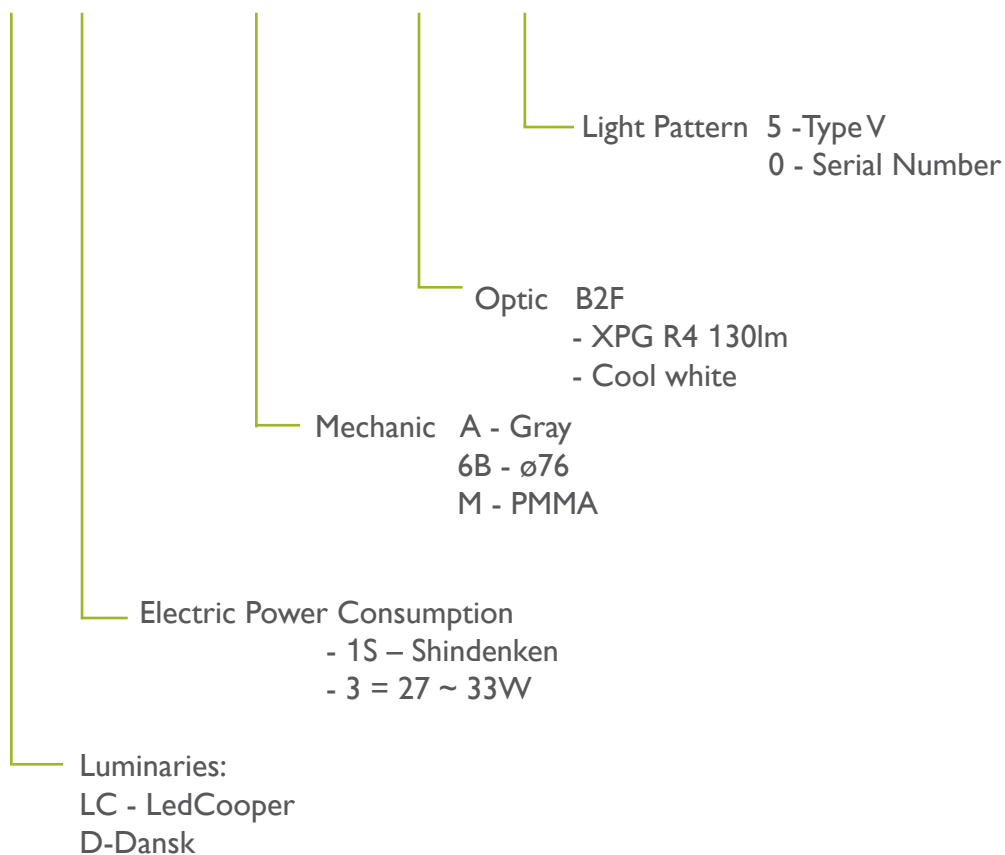 Light Pattern 5 -Type V
0 - Serial Number
Optic B2F
- XPG R4 130lm
- Cool white
Mechanic A - Gray
6B - ø76
M - PMMA
Electric Power Consumption
- 1S – Shindenken
- 3 = 27 ~ 33W
Luminaries:
LC - LedCooper
D-Dansk